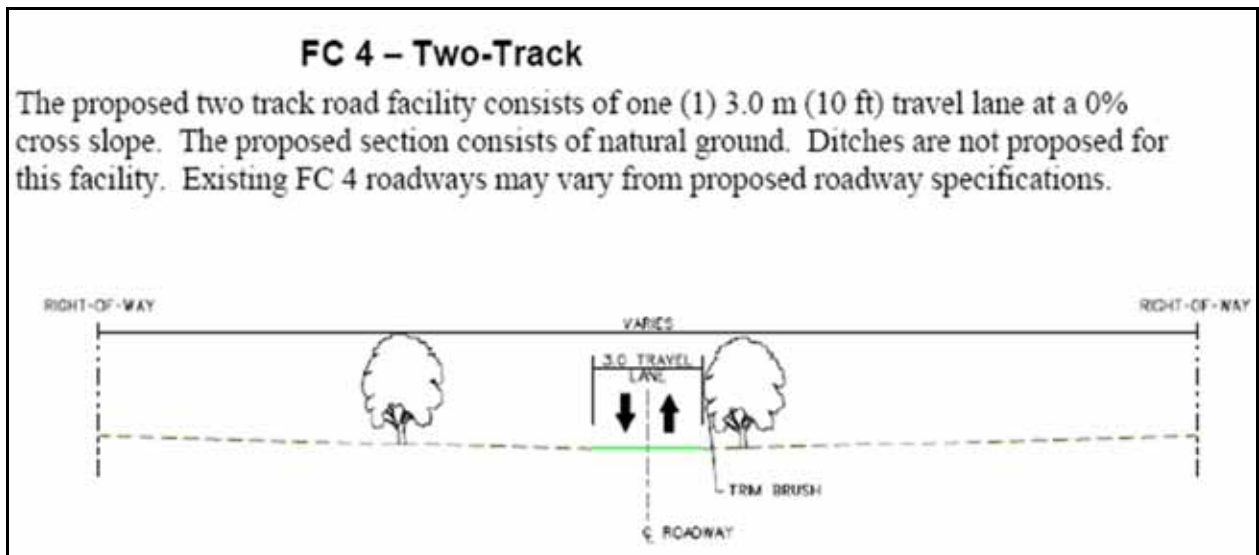 FC 4 – Two-Track
The proposed two track road facility consists of one (1) 3.0 m (10 ft) travel lane at a 0%
cross slope. The proposed section consists of natural ground. Ditches are not proposed for
this facility. Existing FC 4 roadways may vary from proposed roadway specifications.
RIGHT-OF-WAY
RIGHT-OF-WAY
VARIES
3.0 TRAVEL
LANE
TRIM BRUSH
℄ ROADWAY